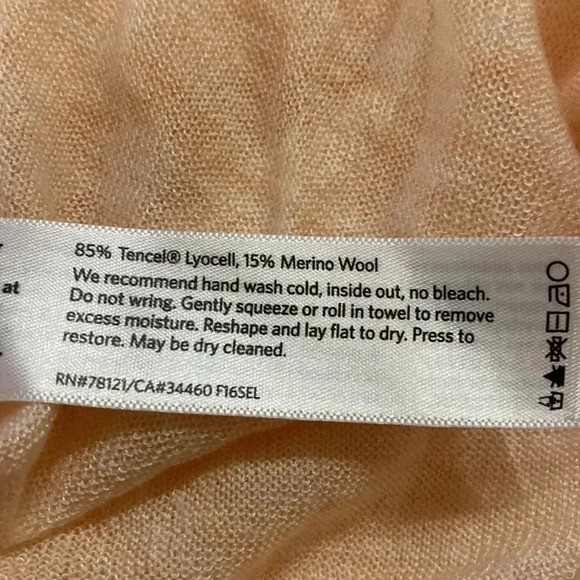 85% Tencel® Lyocell, 15% Merino Wool
We recommend hand wash cold, inside out, no bleach.
at
Do not wring. Gently squeeze or roll in towel to remove
excess moisture. Reshape and lay flat to dry. Press to
restore. May be dry cleaned.
RN#78121/CA#34460 F16SEL